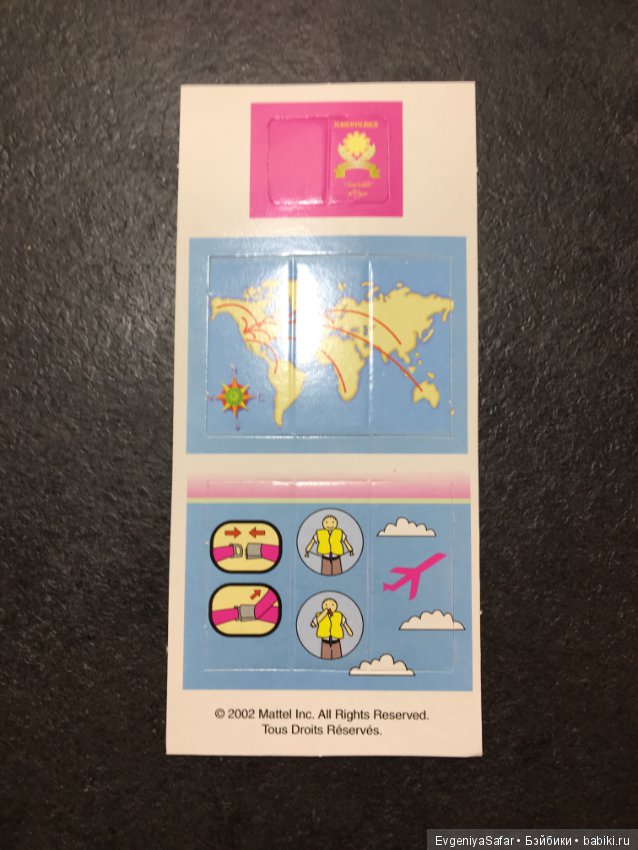 © 2002 Mattel Inc. All Rights Reserved.
Tous Droits Réservés.
EvgeniyaSafar • Бэйбики • babiki.ru